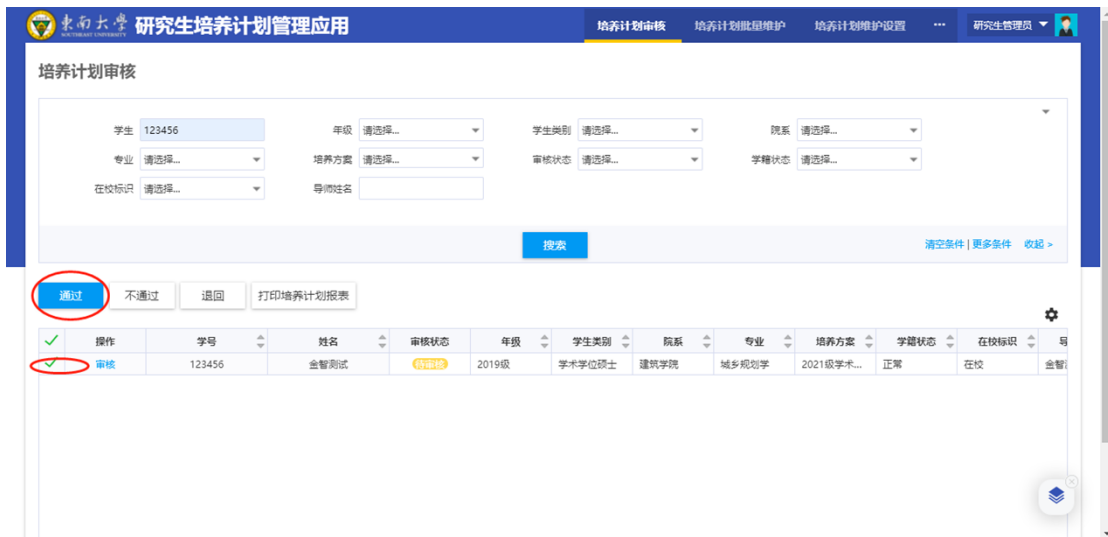 東南大學 SOUTHEAST UNIVERSITY 研究生培养计划管理应用 培养计划审核 培养计划批量维护 培养计划维护设置 ··· 研究生管理员
培养计划审核
学生 123456 年级 请选择... 学生类别 请选择... 院系 请选择...
专业 请选择... 培养方案 请选择... 审核状态 请选择... 学籍状态 请选择...
在校标识 请选择... 导师姓名
搜索 清空条件 | 更多条件 收起 >
通过 不通过 退回 打印培养计划报表
操作 学号 姓名 审核状态 年级 学生类别 院系 专业 培养方案 学籍状态 在校标识 导
审核 123456 金智测试 待审核 2019级 学术学位硕士 建筑学院 城乡规划学 2021级学术... 正常 在校 金智